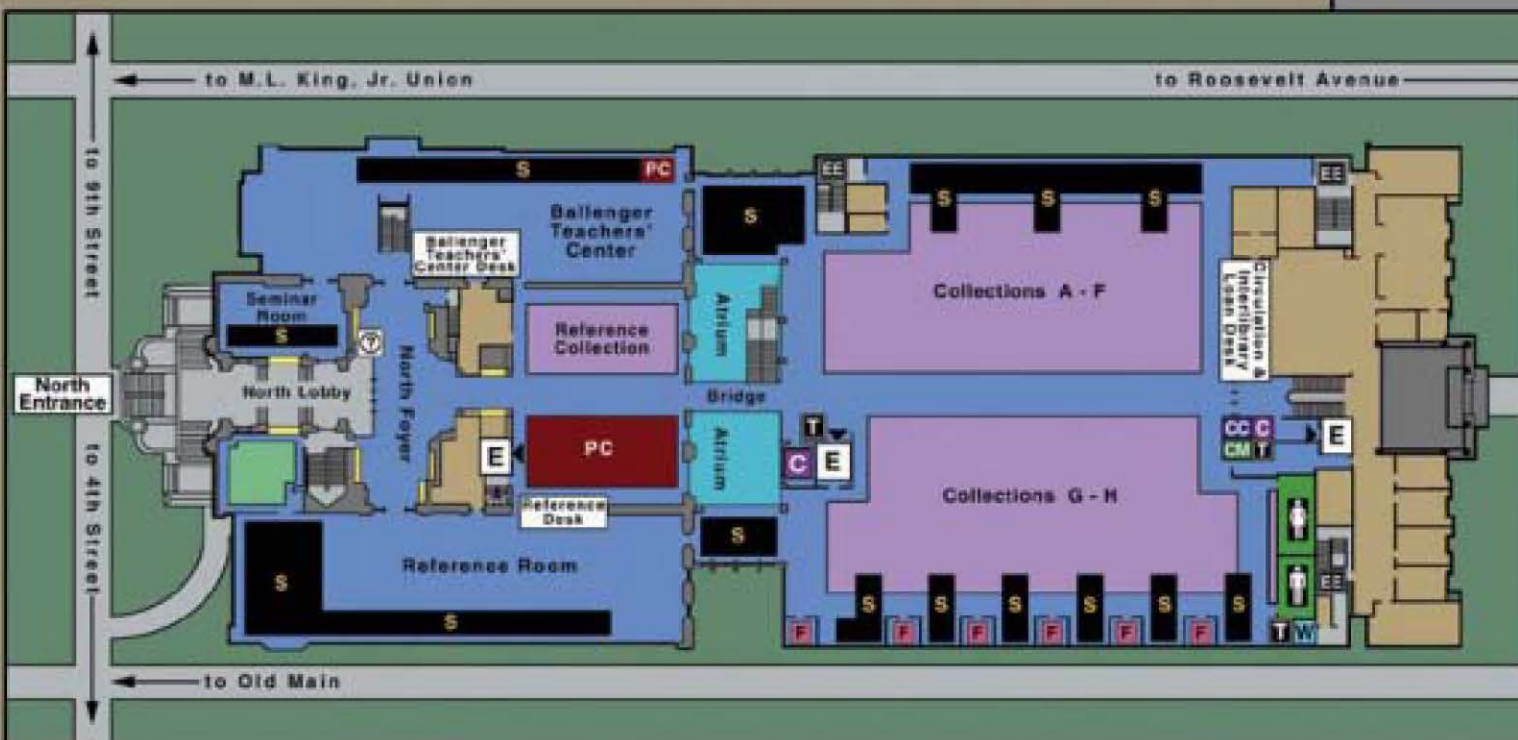 to M.L. King, Jr. Union
to Roosevelt Avenue
to 9th Street
S
PC
EE
EE
S
S
S
S
Ballenger
Teachers'
Center
Ballenger
Teachers'
Center Desk
Seminar
Room
S
?
Reference
Collection
Atrium
Collections A - F
Circulation &
Interlibrary
Loan Desk
North
Entrance
North Lobby
North Foyer
Bridge
E
PC
Atrium
T
C
E
CC
C
CM
T
E
Reference
Desk
Collections G - H
to 4th Street
S
Reference Room
S
S
EE
S
S
S
S
S
S
F
F
F
F
F
F
T
W
to Old Main